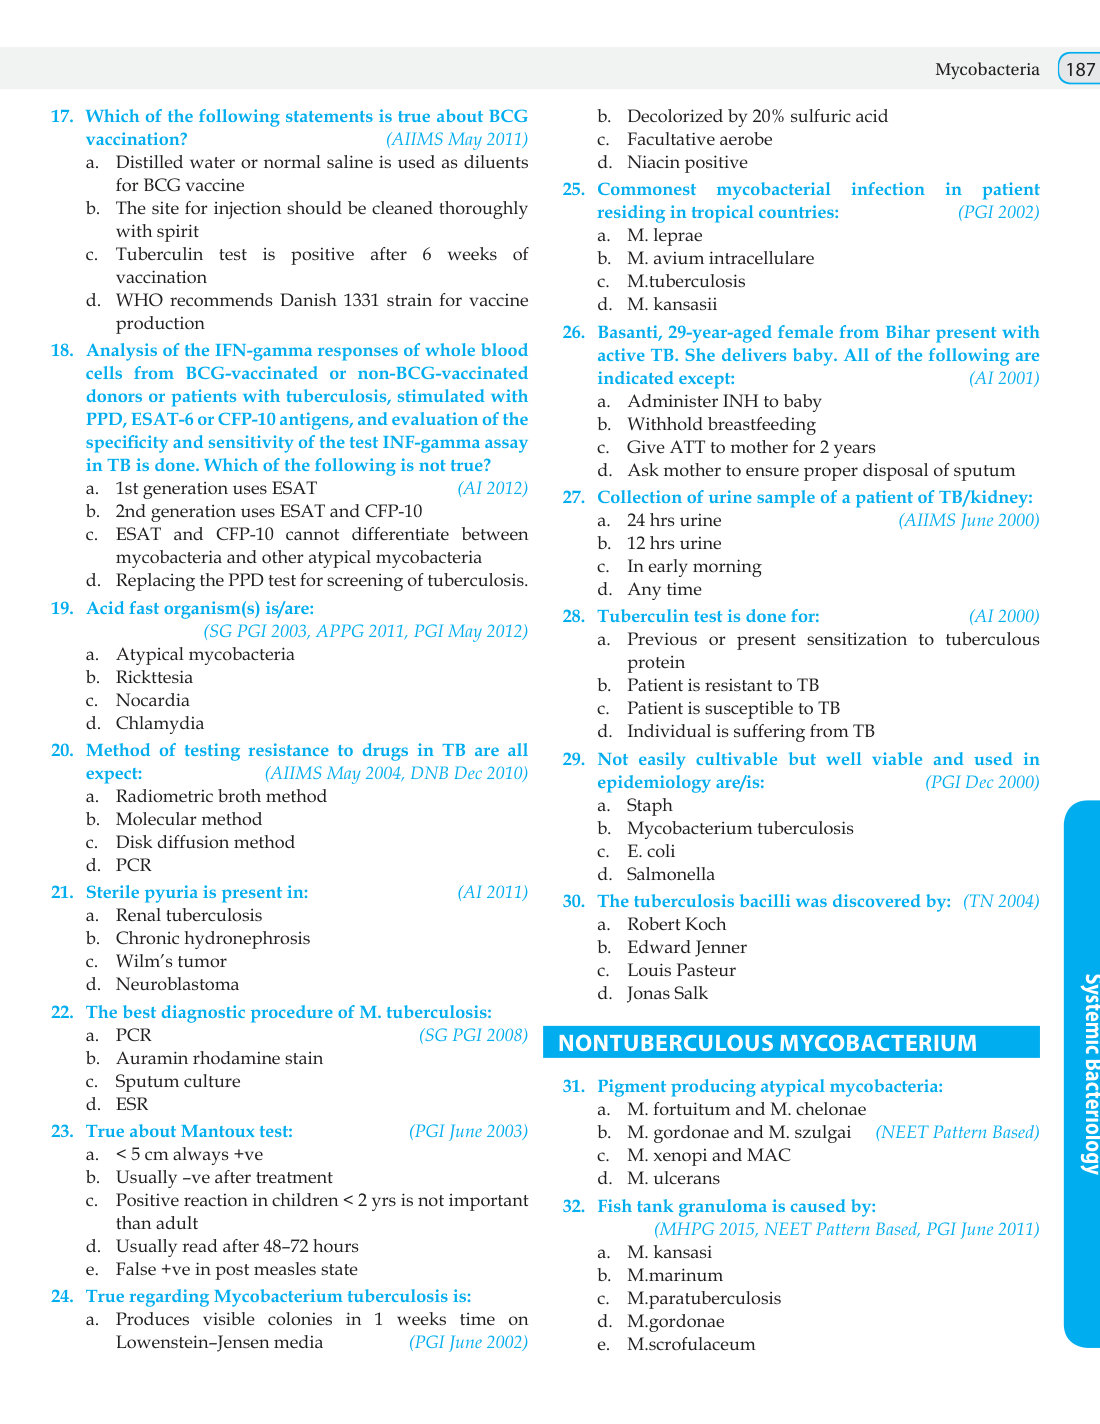 Mycobacteria 187
17. Which of the following statements is true about BCG
vaccination? (AIIMS May 2011)
a. Distilled water or normal saline is used as diluents
for BCG vaccine
b. The site for injection should be cleaned thoroughly
with spirit
c. Tuberculin test is positive after 6 weeks of
vaccination
d. WHO recommends Danish 1331 strain for vaccine
production
18. Analysis of the IFN-gamma responses of whole blood
cells from BCG-vaccinated or non-BCG-vaccinated
donors or patients with tuberculosis, stimulated with
PPD, ESAT-6 or CFP-10 antigens, and evaluation of the
specificity and sensitivity of the test INF-gamma assay
in TB is done. Which of the following is not true?
a. 1st generation uses ESAT (AI 2012)
b. 2nd generation uses ESAT and CFP-10
c. ESAT and CFP-10 cannot differentiate between
mycobacteria and other atypical mycobacteria
d. Replacing the PPD test for screening of tuberculosis.
19. Acid fast organism(s) is/are:
(SG PGI 2003, APPG 2011, PGI May 2012)
a. Atypical mycobacteria
b. Rickttesia
c. Nocardia
d. Chlamydia
20. Method of testing resistance to drugs in TB are all
expect: (AIIMS May 2004, DNB Dec 2010)
a. Radiometric broth method
b. Molecular method
c. Disk diffusion method
d. PCR
21. Sterile pyuria is present in: (AI 2011)
a. Renal tuberculosis
b. Chronic hydronephrosis
c. Wilm's tumor
d. Neuroblastoma
22. The best diagnostic procedure of M. tuberculosis:
a. PCR (SG PGI 2008)
b. Auramin rhodamine stain
c. Sputum culture
d. ESR
23. True about Mantoux test: (PGI June 2003)
a. < 5 cm always +ve
b. Usually –ve after treatment
c. Positive reaction in children < 2 yrs is not important
than adult
d. Usually read after 48–72 hours
e. False +ve in post measles state
24. True regarding Mycobacterium tuberculosis is:
a. Produces visible colonies in 1 weeks time on
Lowenstein–Jensen media (PGI June 2002)
b. Decolorized by 20% sulfuric acid
c. Facultative aerobe
d. Niacin positive
25. Commonest mycobacterial infection in patient
residing in tropical countries: (PGI 2002)
a. M. leprae
b. M. avium intracellulare
c. M.tuberculosis
d. M. kansasii
26. Basanti, 29-year-aged female from Bihar present with
active TB. She delivers baby. All of the following are
indicated except: (AI 2001)
a. Administer INH to baby
b. Withhold breastfeeding
c. Give ATT to mother for 2 years
d. Ask mother to ensure proper disposal of sputum
27. Collection of urine sample of a patient of TB/kidney:
a. 24 hrs urine (AIIMS June 2000)
b. 12 hrs urine
c. In early morning
d. Any time
28. Tuberculin test is done for: (AI 2000)
a. Previous or present sensitization to tuberculous
protein
b. Patient is resistant to TB
c. Patient is susceptible to TB
d. Individual is suffering from TB
29. Not easily cultivable but well viable and used in
epidemiology are/is: (PGI Dec 2000)
a. Staph
b. Mycobacterium tuberculosis
c. E. coli
d. Salmonella
30. The tuberculosis bacilli was discovered by: (TN 2004)
a. Robert Koch
b. Edward Jenner
c. Louis Pasteur
d. Jonas Salk
NONTUBERCULOUS MYCOBACTERIUM
31. Pigment producing atypical mycobacteria:
a. M. fortuitum and M. chelonae
b. M. gordonae and M. szulgai (NEET Pattern Based)
c. M. xenopi and MAC
d. M. ulcerans
32. Fish tank granuloma is caused by:
(MHPG 2015, NEET Pattern Based, PGI June 2011)
a. M. kansasi
b. M.marinum
c. M.paratuberculosis
d. M.gordonae
e. M.scrofulaceum
Systemic Bacteriology